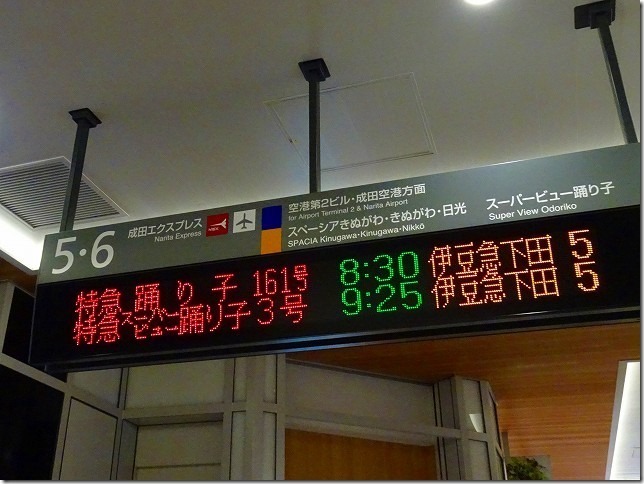 5・6
成田エクスプレス
Narita Express
空港第2ビル・成田空港方面
for Airport Terminal 2 & Narita Airport
スペーシアきぬがわ・きぬがわ・日光
SPACIA Kinugawa・Kinugawa・Nikkō
スーパービュー踊り子
Super View Odoriko
特急 踊り子 161号 8:30 伊豆急下田 5
特急スーパービュー踊り子3号 9:25 伊豆急下田 5